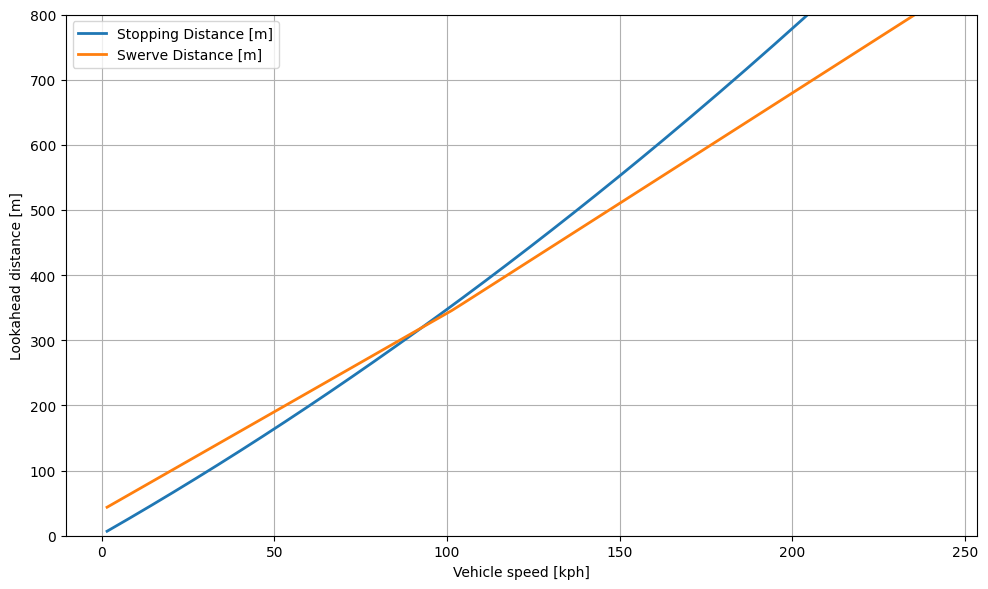 800
700
600
500
400
300
200
100
0
Lookahead distance [m]
Stopping Distance [m]
Swerve Distance [m]
0 50 100 150 200 250
Vehicle speed [kph]